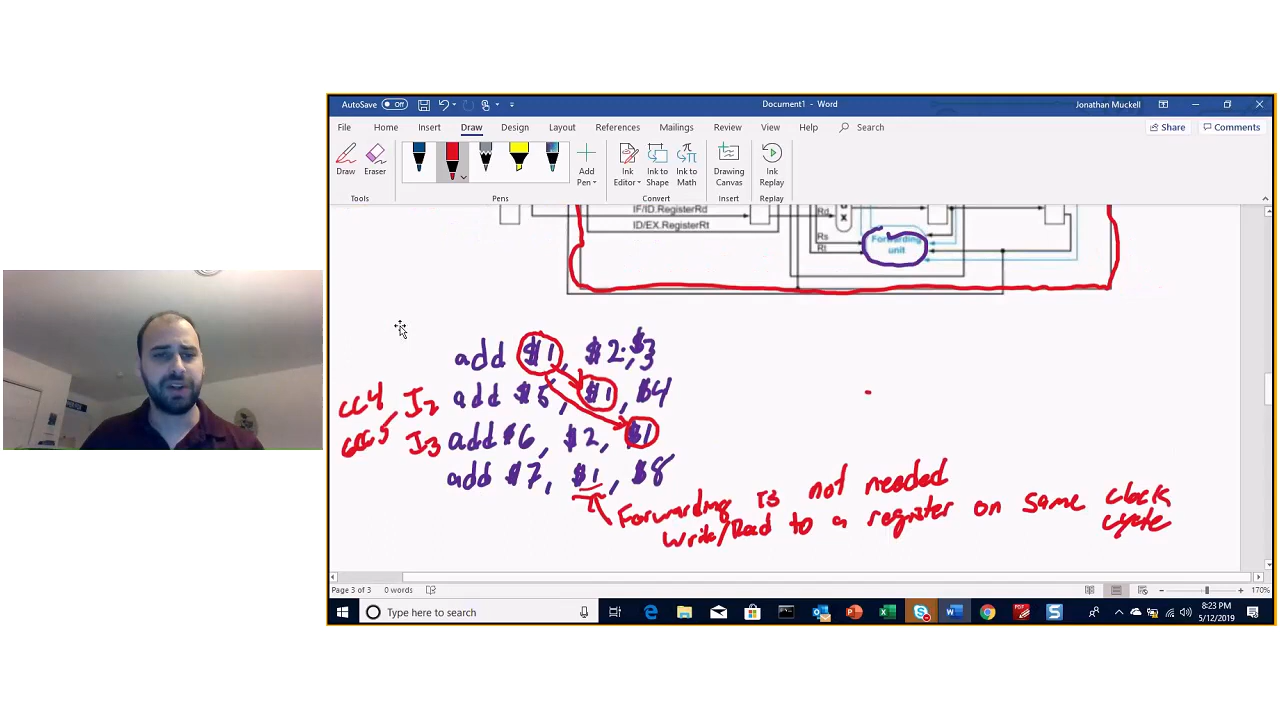 AutoSave Off Document1 - Word Jonathan Muckell
File Home Insert Draw Design Layout References Mailings Review View Help Search Share Comments
Draw Eraser Add Pen Ink Editor Ink to Shape Ink to Math Drawing Canvas Ink Replay
Tools Pens Convert Insert Replay
IF/ID.RegisterRd Rd
u
x
ID/EX.RegisterRt
Rs
Rt
Forwarding
unit
add $1, $2, $3
CC4, I2 add $5, $1, $4
CC5 I3 add $6, $2, $1
add $7, $1, $8
Forwarding is not needed
Write/Read to a register on same clock
cycle
Page 3 of 3 0 words 170%
Type here to search 8:23 PM
5/12/2019